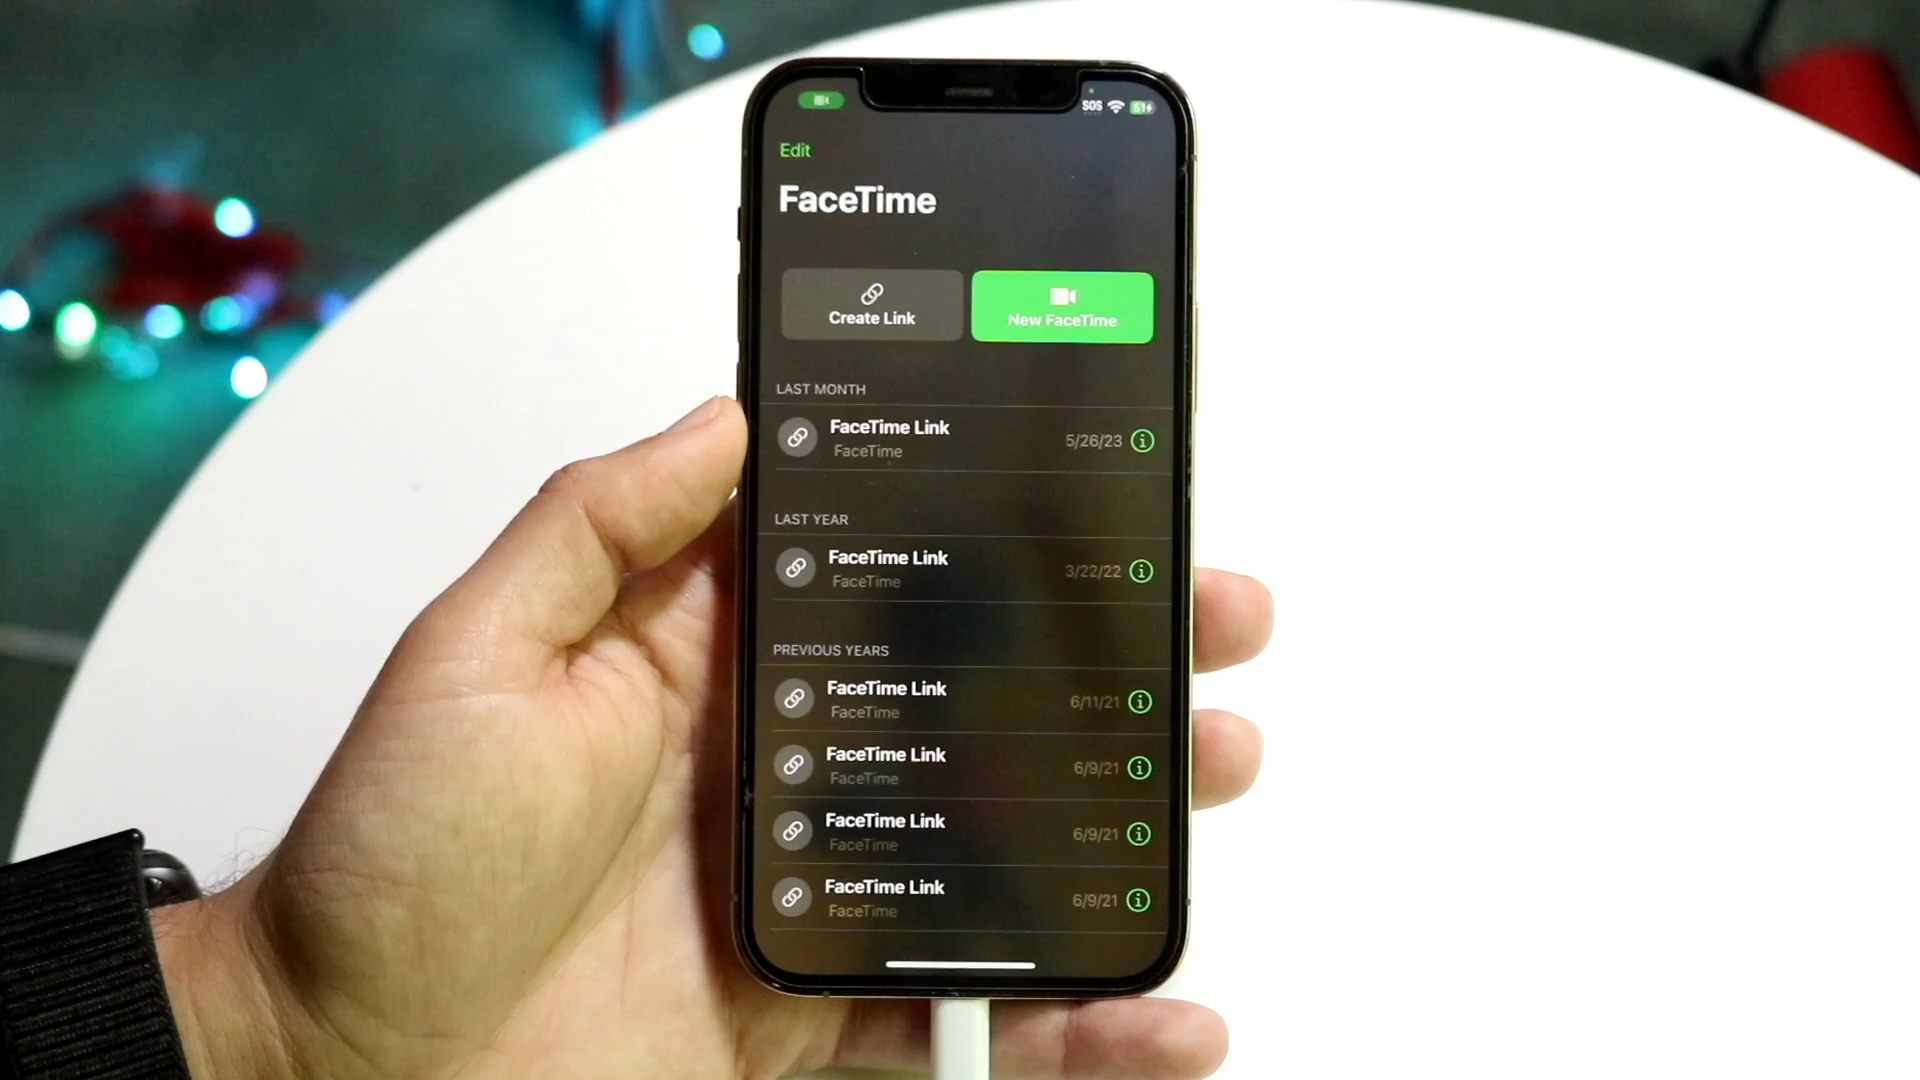 SOS 51
Edit
FaceTime
Create Link
New FaceTime
LAST MONTH
FaceTime Link
FaceTime
5/26/23
LAST YEAR
FaceTime Link
FaceTime
3/22/22
PREVIOUS YEARS
FaceTime Link
FaceTime
6/11/21
FaceTime Link
FaceTime
6/9/21
FaceTime Link
FaceTime
6/9/21
FaceTime Link
FaceTime
6/9/21